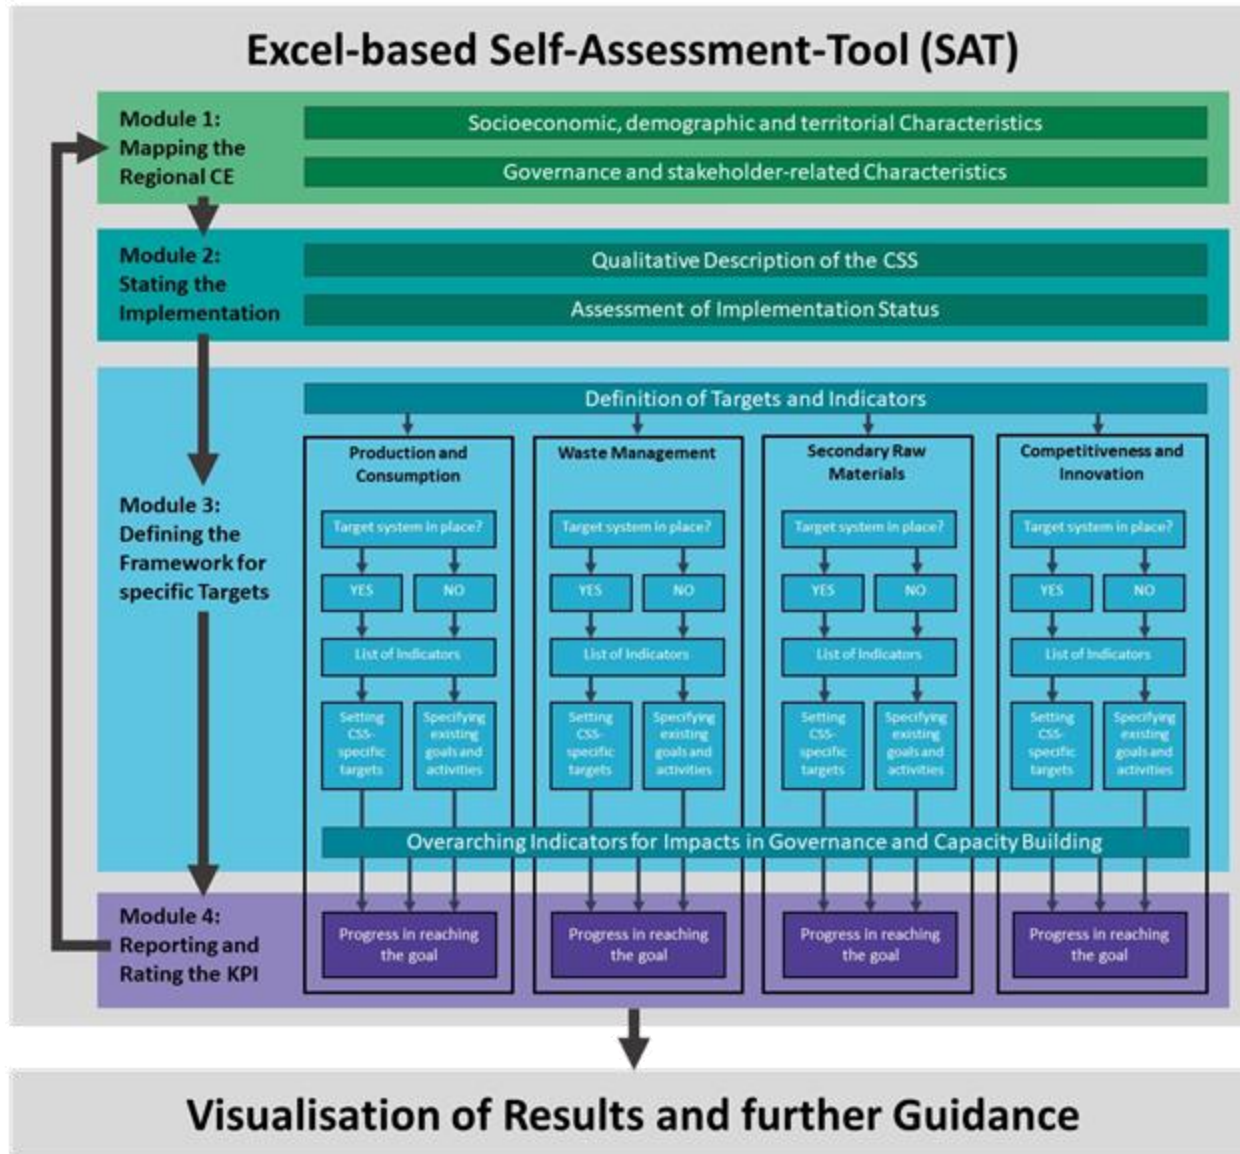 Excel-based Self-Assessment-Tool (SAT)
Module 1:
Mapping the
Regional CE
Socioeconomic, demographic and territorial Characteristics
Governance and stakeholder-related Characteristics
Module 2:
Stating the
Implementation
Qualitative Description of the CSS
Assessment of Implementation Status
Module 3:
Defining the
Framework for
specific Targets
Definition of Targets and Indicators
Production and
Consumption
Target system in place?
YES
NO
List of Indicators
Setting
CSS-
specific
targets
Specifying
existing
goals and
activities
Waste Management
Target system in place?
YES
NO
List of Indicators
Setting
CSS-
specific
targets
Specifying
existing
goals and
activities
Secondary Raw
Materials
Target system in place?
YES
NO
List of Indicators
Setting
CSS-
specific
targets
Specifying
existing
goals and
activities
Competitiveness and
Innovation
Target system in place?
YES
NO
List of Indicators
Setting
CSS-
specific
targets
Specifying
existing
goals and
activities
Overarching Indicators for Impacts in Governance and Capacity Building
Module 4:
Reporting and
Rating the KPI
Progress in reaching
the goal
Progress in reaching
the goal
Progress in reaching
the goal
Progress in reaching
the goal
Visualisation of Results and further Guidance